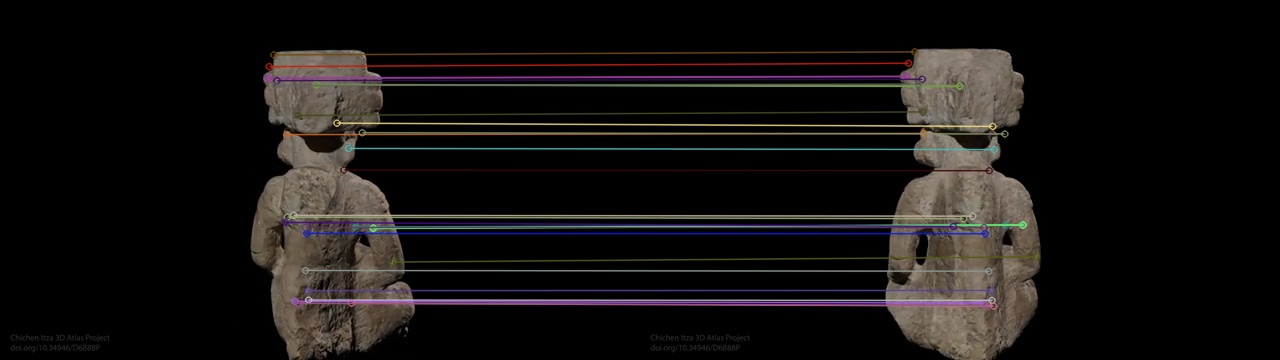 Chichen Itza 3D Atlas Project
doi.org/10.34946/D6B88P
Chichen Itza 3D Atlas Project
doi.org/10.34946/D6B88P